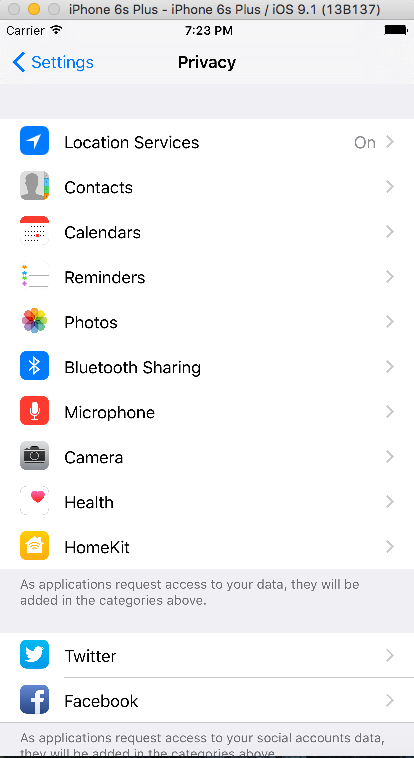 iPhone 6s Plus - iPhone 6s Plus / iOS 9.1 (13B137)
Carrier 7:23 PM
Settings Privacy
Location Services On
Contacts
Calendars
Reminders
Photos
Bluetooth Sharing
Microphone
Camera
Health
HomeKit
As applications request access to your data, they will be
added in the categories above.
Twitter
Facebook
As applications request access to your social accounts data,
they will be added in the categories above.